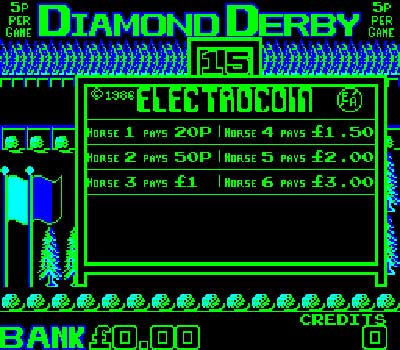 5P PER GAME DIAMOND DERBY 5P PER GAME
15
© 1986 ELECTROCOIN
HORSE 1 PAYS 20P HORSE 4 PAYS £1.50
HORSE 2 PAYS 50P HORSE 5 PAYS £2.00
HORSE 3 PAYS £1 HORSE 6 PAYS £3.00
CREDITS
BANK £0.00 0